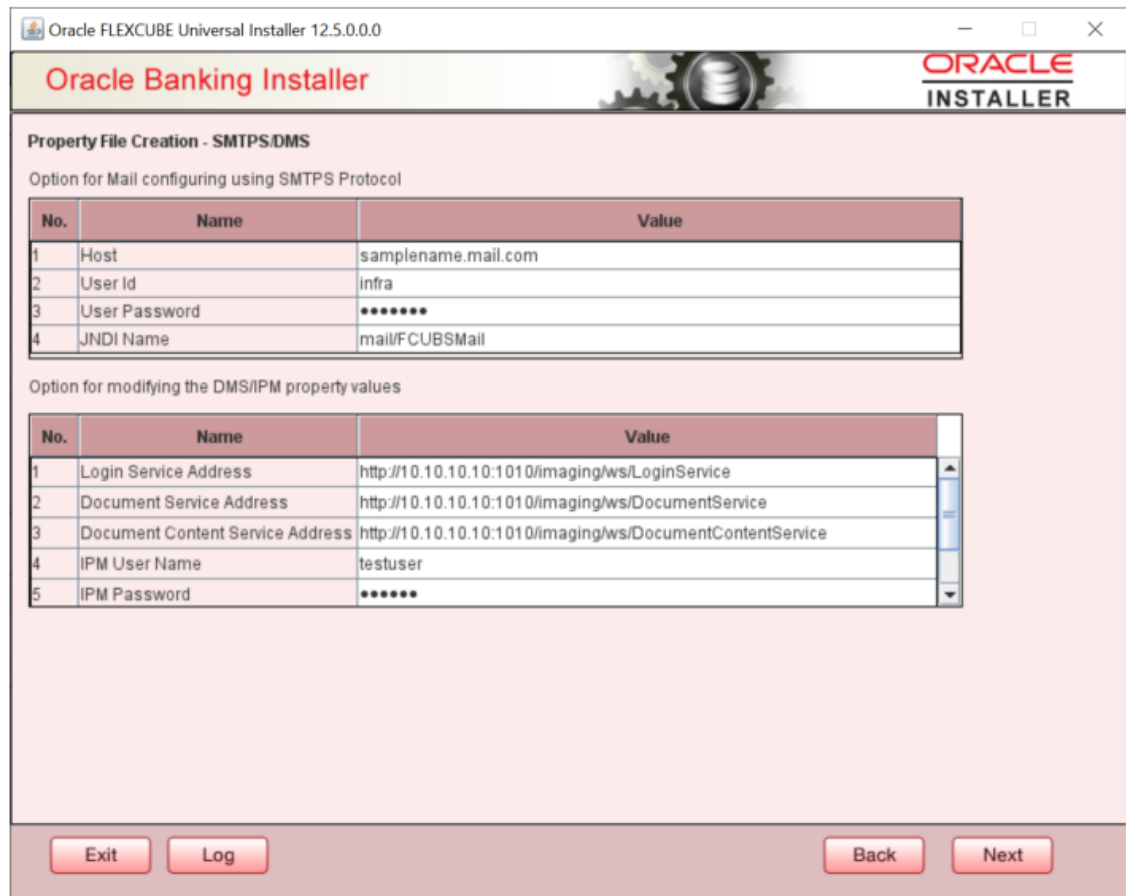 Oracle FLEXCUBE Universal Installer 12.5.0.0.0
Oracle Banking Installer
ORACLE
INSTALLER
Property File Creation - SMTPS/DMS
Option for Mail configuring using SMTPS Protocol
No. Name Value
1 Host samplename.mail.com
2 User Id infra
3 User Password •••••••
4 JNDI Name mail/FCUBSMail
Option for modifying the DMS/IPM property values
No. Name Value
1 Login Service Address http://10.10.10.10:1010/imaging/ws/LoginService
2 Document Service Address http://10.10.10.10:1010/imaging/ws/DocumentService
3 Document Content Service Address http://10.10.10.10:1010/imaging/ws/DocumentContentService
4 IPM User Name testuser
5 IPM Password ••••••
Exit Log Back Next